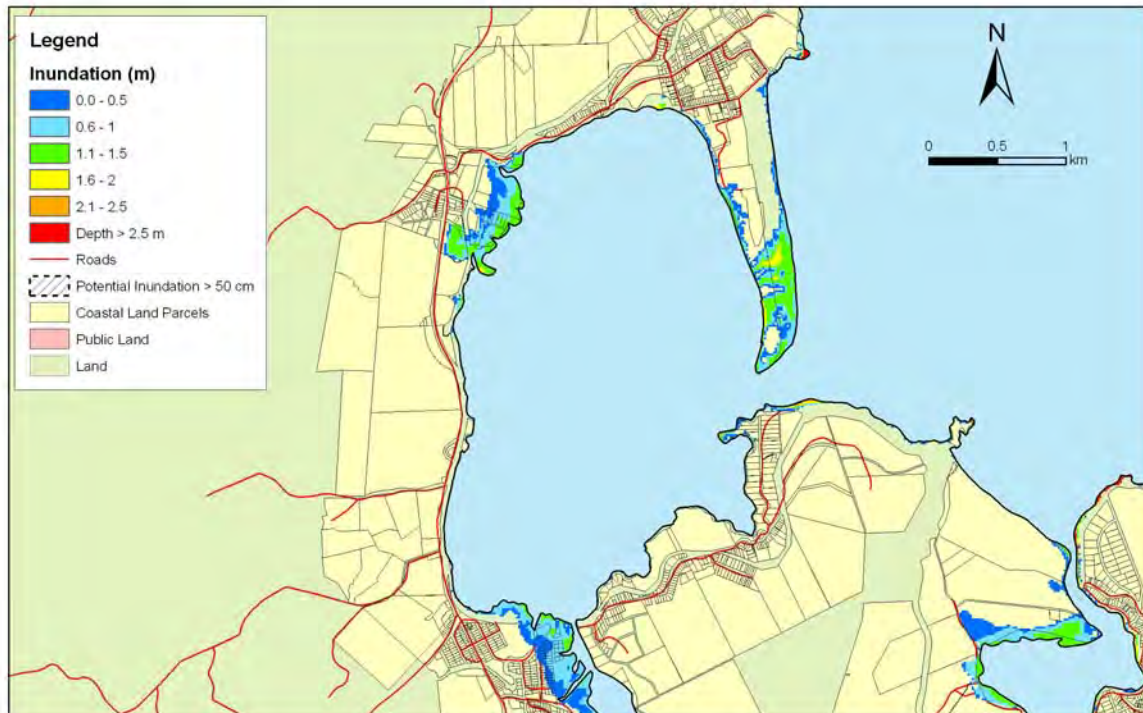 Legend
Inundation (m)
0.0 - 0.5
0.6 - 1
1.1 - 1.5
1.6 - 2
2.1 - 2.5
Depth > 2.5 m
Roads
Potential Inundation > 50 cm
Coastal Land Parcels
Public Land
Land
N
0 0.5 1
km